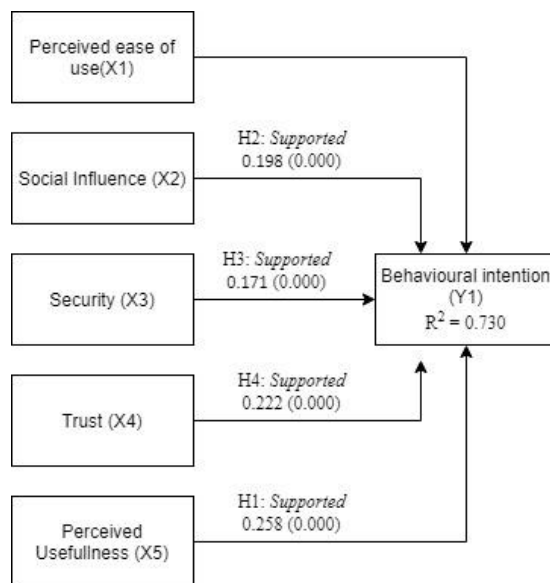 Perceived ease of
use(X1)
H2: Supported
0.198 (0.000)
Social Influence (X2)
H3: Supported
0.171 (0.000)
Security (X3)
Behavioural intention
(Y1)
R² = 0.730
H4: Supported
0.222 (0.000)
Trust (X4)
H1: Supported
0.258 (0.000)
Perceived
Usefullness (X5)